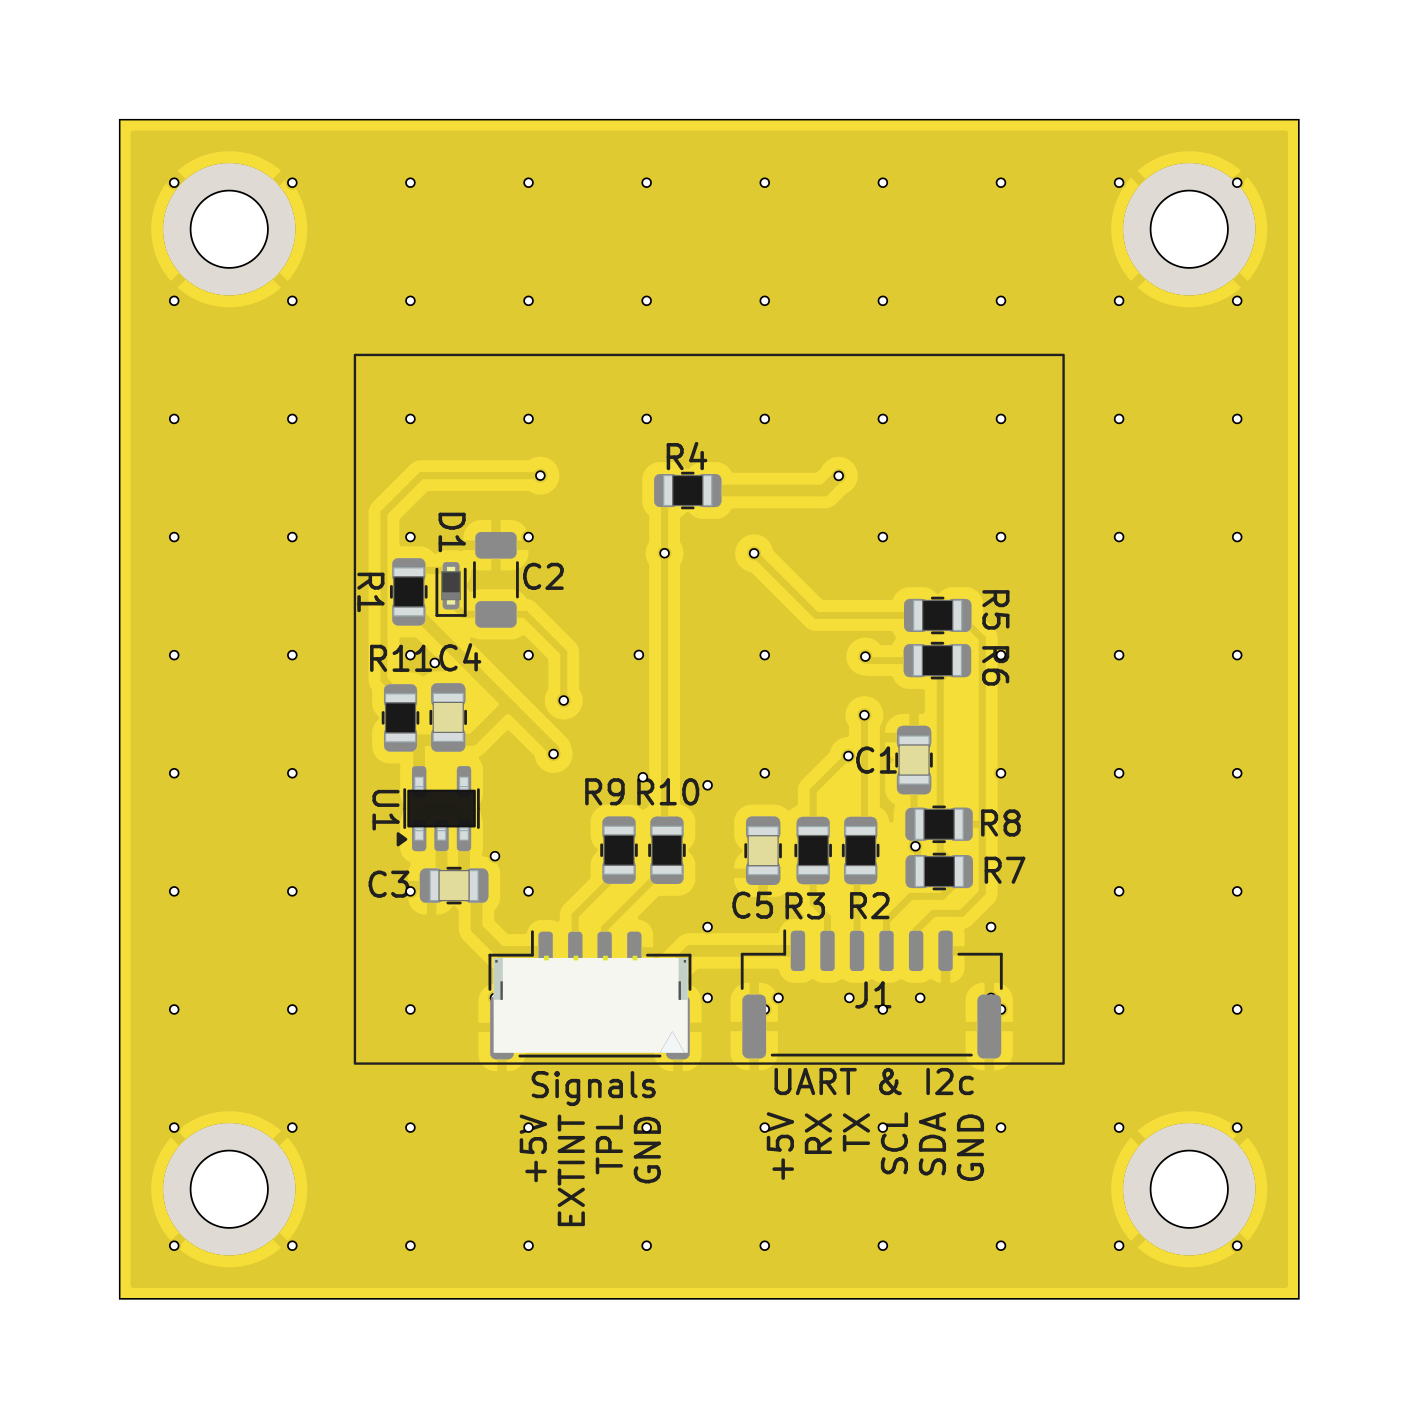 R4
D1
C2
R1
R5
R6
R11
C4
C1
U1
R9
R10
R8
R7
C3
C5
R3
R2
J1
Signals
UART & I2c
+5V
EXTINT
TPL
GND
+5V
RX
TX
SCL
SDA
GND